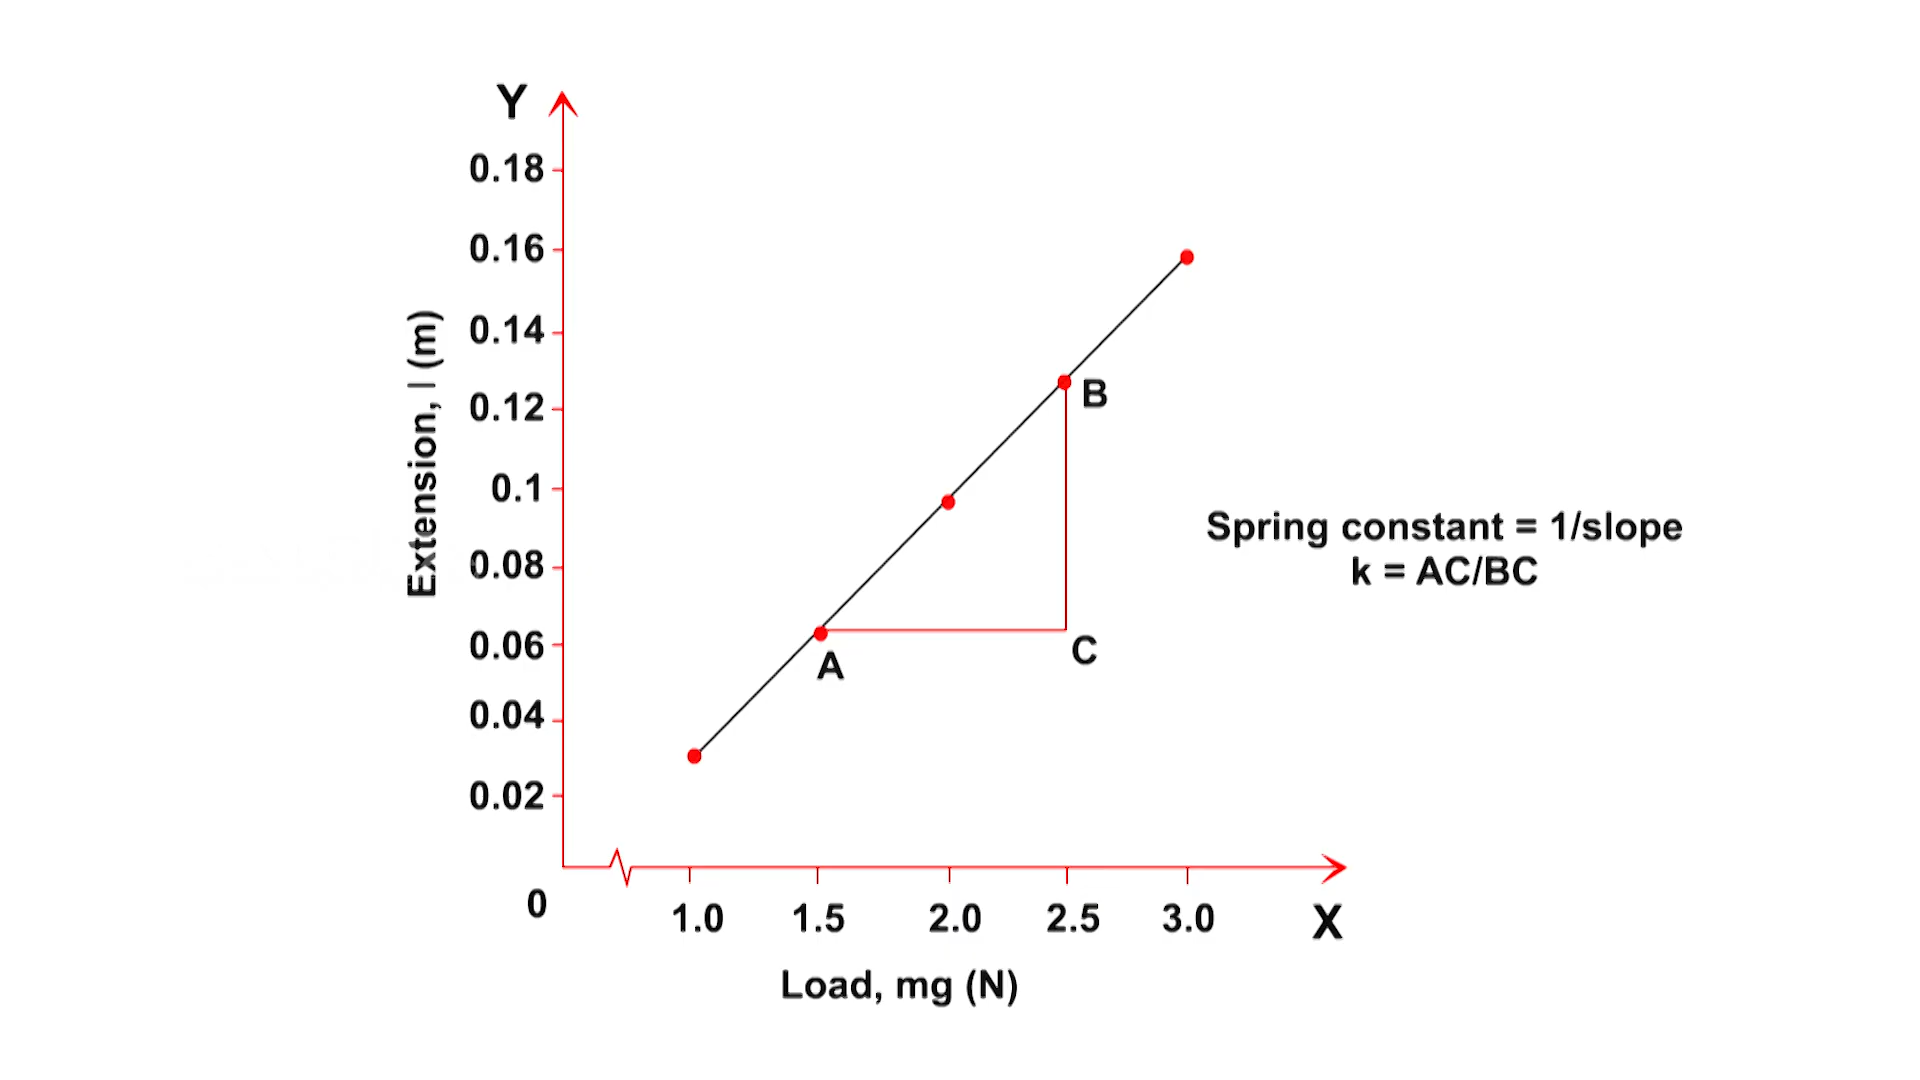 Y
0.18
0.16
0.14
0.12
0.1
0.08
0.06
0.04
0.02
0
Extension, l (m)
B
A
C
Spring constant = 1/slope
k = AC/BC
1.0 1.5 2.0 2.5 3.0
X
Load, mg (N)